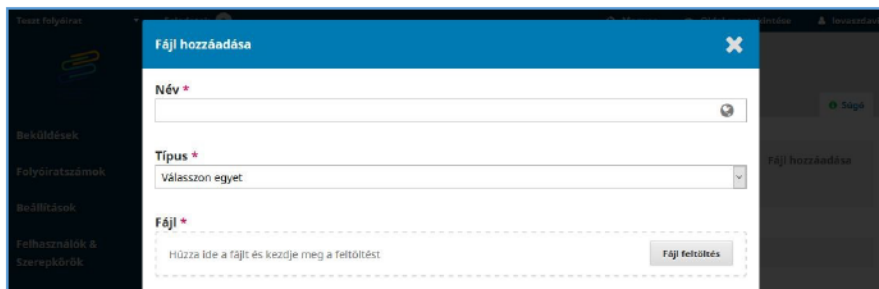 Teszt folyóirat
Fájl hozzáadása
Név *
Súgó
Beküldések
Típus *
Fájl hozzáadása
Folyóiratszámok
Válasszon egyet
Beállítások
Fájl *
Felhasználók &
Szerepkörök
Húzza ide a fájlt és kezdje meg a feltöltést
Fájl feltöltés